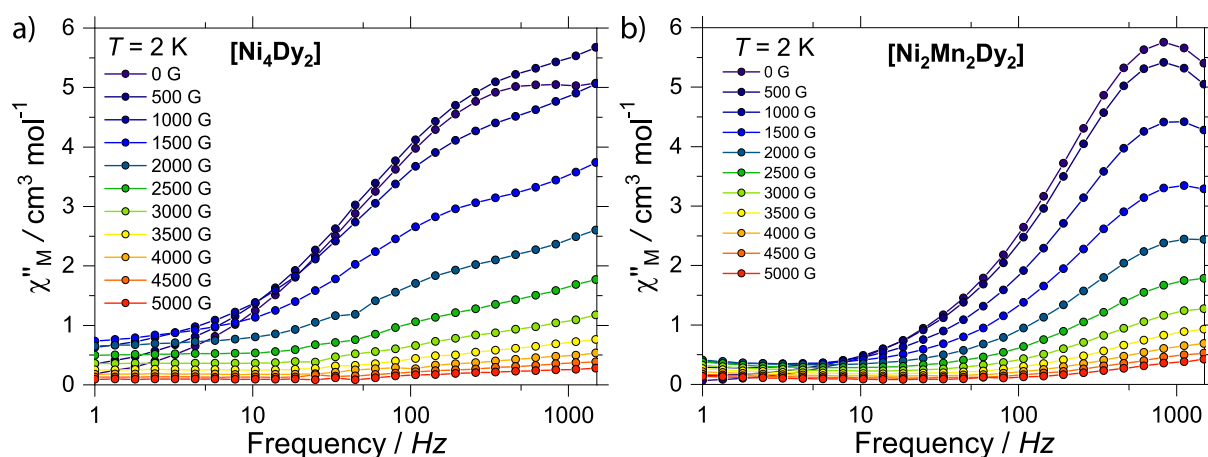 a)
T = 2 K
[Ni4Dy2]
0 G
500 G
1000 G
1500 G
2000 G
2500 G
3000 G
3500 G
4000 G
4500 G
5000 G
χ"M / cm³ mol⁻¹
6
5
4
3
2
1
0
1 10 100 1000
Frequency / Hz
b)
T = 2 K
[Ni2Mn2Dy2]
0 G
500 G
1000 G
1500 G
2000 G
2500 G
3000 G
3500 G
4000 G
4500 G
5000 G
χ"M / cm³ mol⁻¹
6
5
4
3
2
1
0
1 10 100 1000
Frequency / Hz